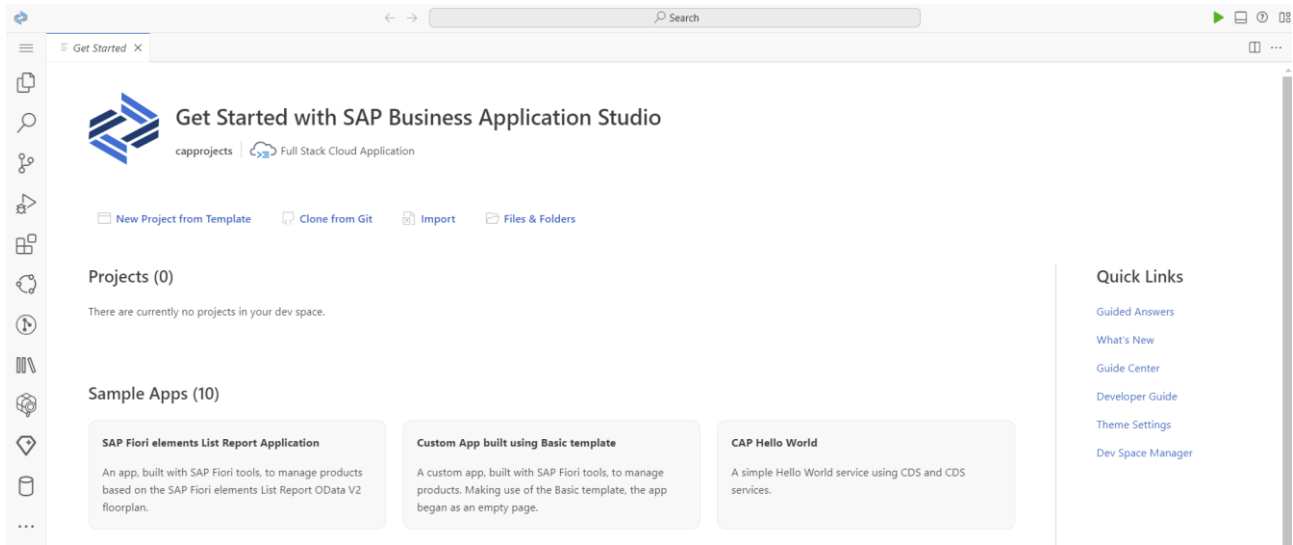 Search
Get Started
Get Started with SAP Business Application Studio
capprojects
Full Stack Cloud Application
New Project from Template
Clone from Git
Import
Files & Folders
Projects (0)
There are currently no projects in your dev space.
Sample Apps (10)
SAP Fiori elements List Report Application
An app, built with SAP Fiori tools, to manage products
based on the SAP Fiori elements List Report OData V2
floorplan.
Custom App built using Basic template
A custom app, built with SAP Fiori tools, to manage
products. Making use of the Basic template, the app
began as an empty page.
CAP Hello World
A simple Hello World service using CDS and CDS
services.
Quick Links
Guided Answers
What's New
Guide Center
Developer Guide
Theme Settings
Dev Space Manager